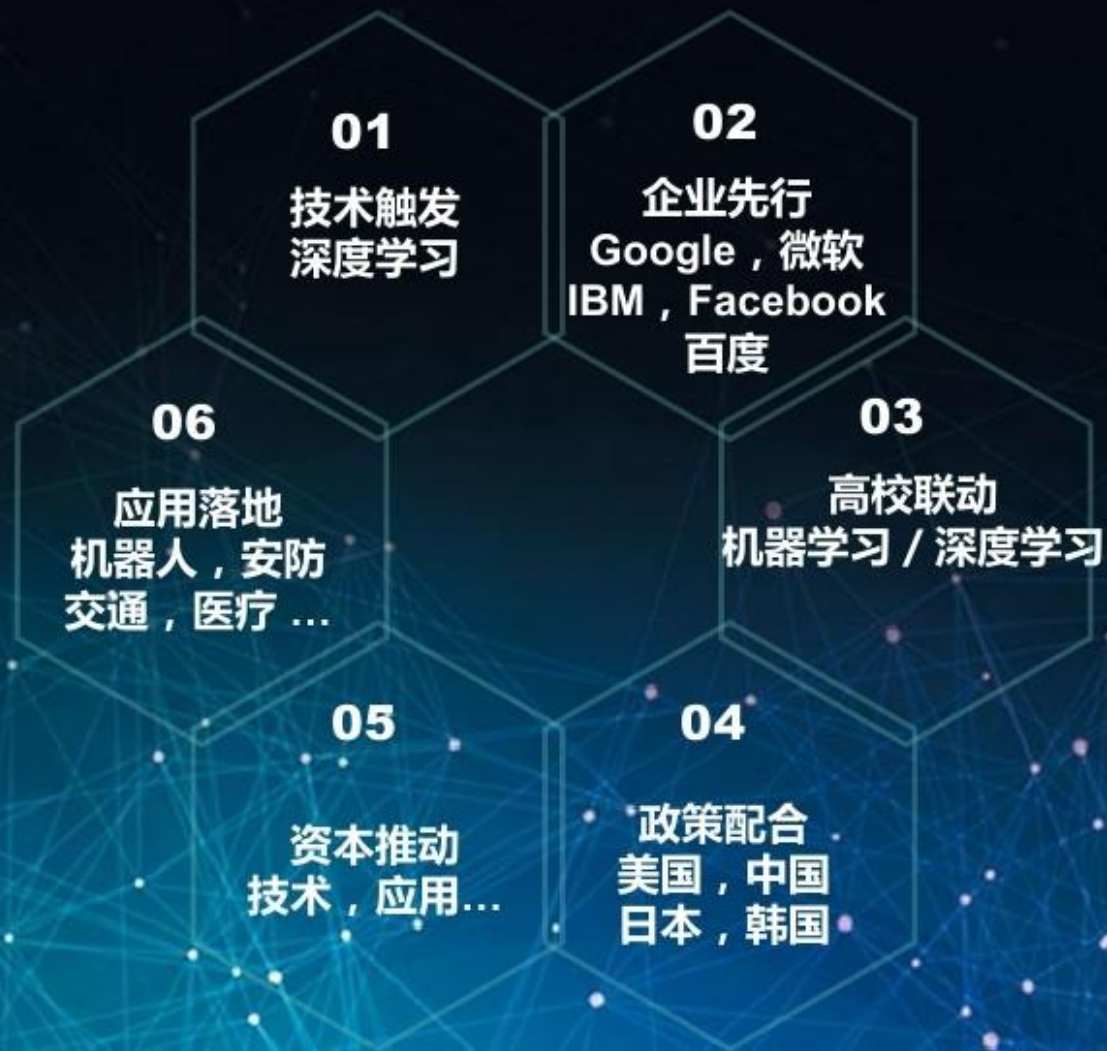 01
技术触发
深度学习
02
企业先行
Google，微软
IBM，Facebook
百度
03
高校联动
机器学习 / 深度学习
04
政策配合
美国，中国
日本，韩国
05
资本推动
技术，应用...
06
应用落地
机器人，安防
交通，医疗 ...